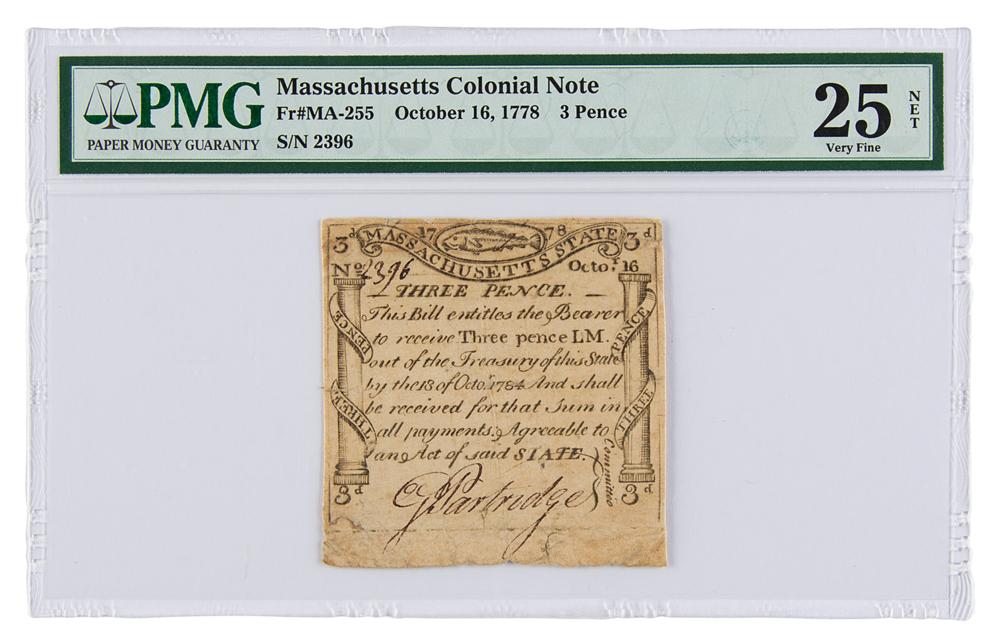 PMG
PAPER MONEY GUARANTY
Massachusetts Colonial Note
Fr#MA-255 October 16, 1778 3 Pence
S/N 2396
25
NET
Very Fine
3d 17 78 3d
MASSACHUSETTS STATE
No 2396 Octo.r 16
THREE PENCE.
This Bill entitles the Bearer
to receive Three pence LM.
out of the Treasury of this State
by the 18 of Octo.r 1784 And shall
be received for that Sum in
all payments. Agreeable to
an Act of said STATE.
PENCE
THREE
PENCE
THREE
Committee
3d 3d
G Partridge